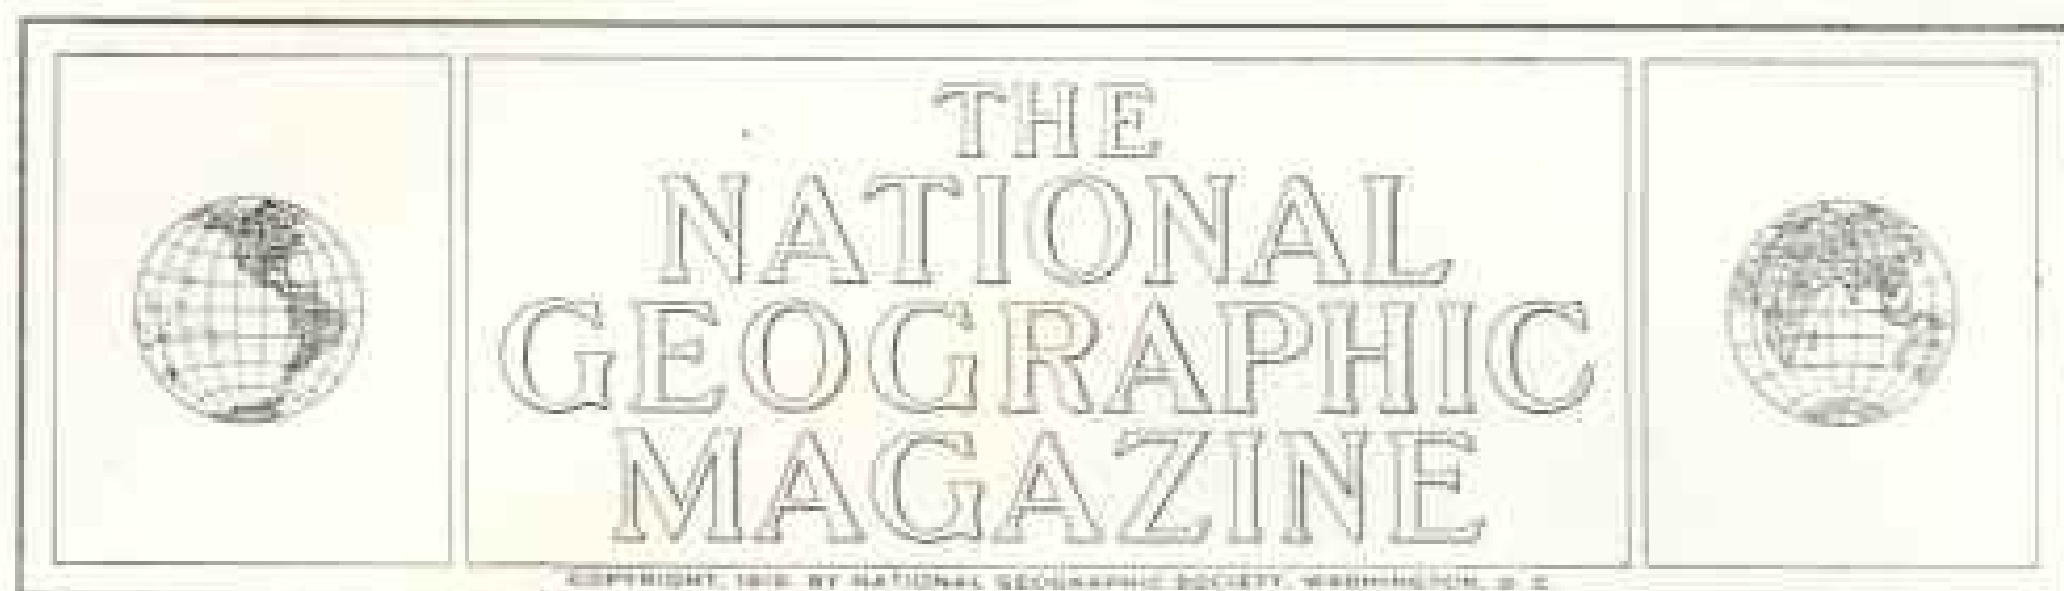 THE
NATIONAL
GEOGRAPHIC
MAGAZINE
COPYRIGHT, BY NATIONAL GEOGRAPHIC SOCIETY, WASHINGTON, D. C.